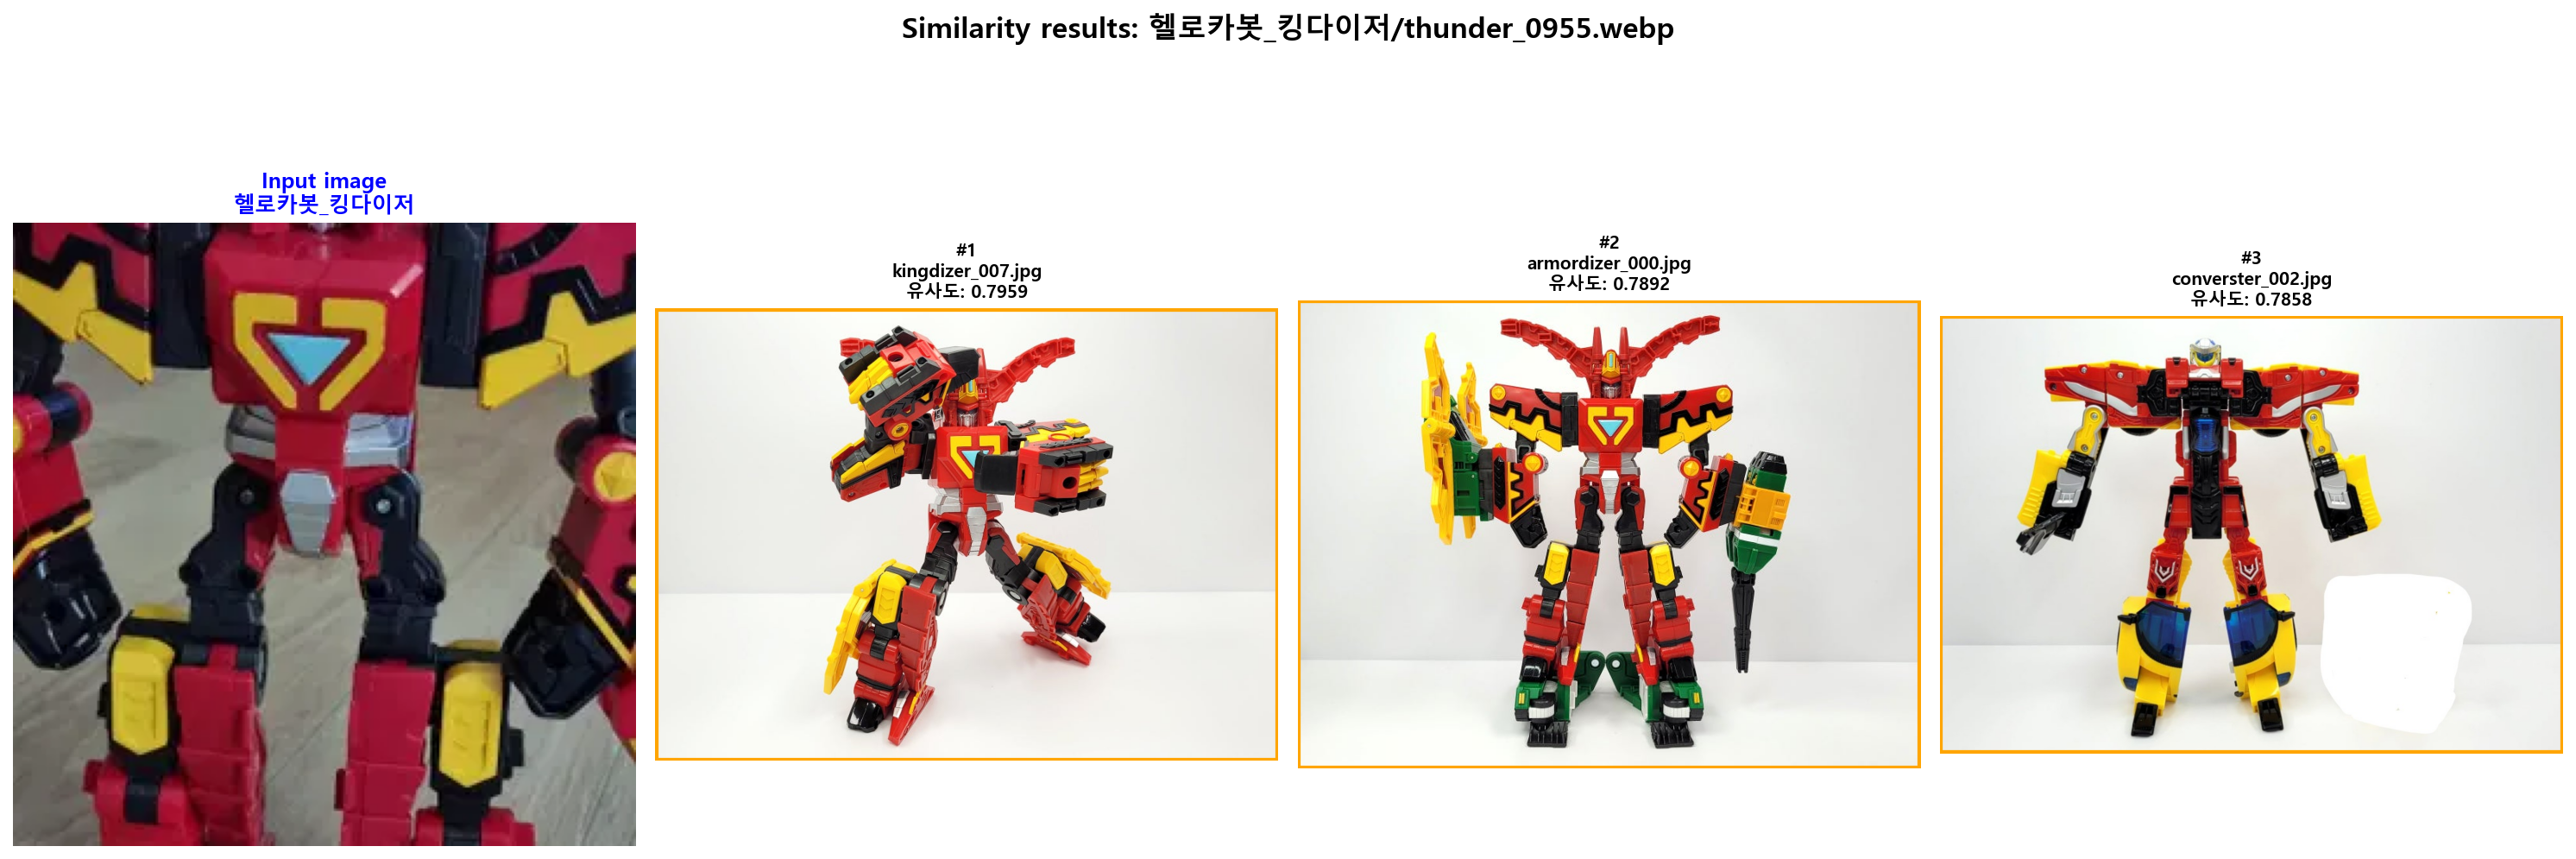 Similarity results: 헬로카봇_킹다이저/thunder_0955.webp
Input image
헬로카봇_킹다이저
#1
kingdizer_007.jpg
유사도: 0.7959
#2
armordizer_000.jpg
유사도: 0.7892
#3
converster_002.jpg
유사도: 0.7858